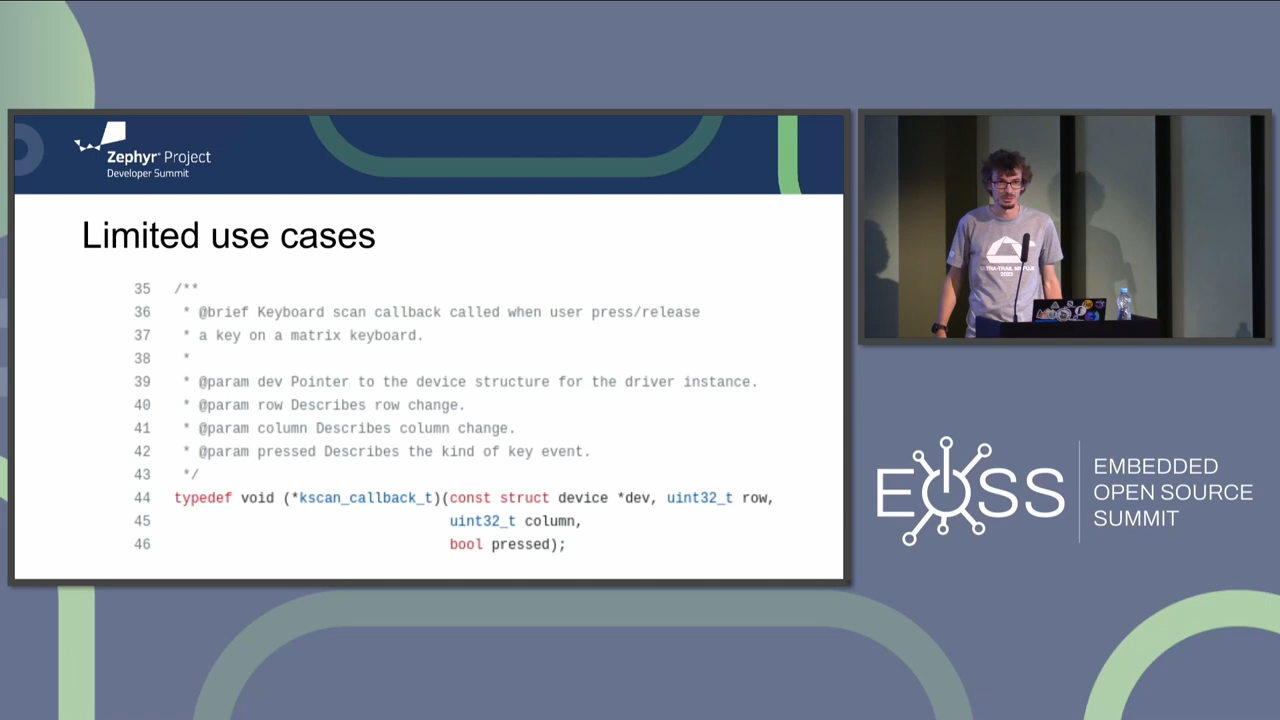 Zephyr® Project
Developer Summit
Limited use cases
35 /**
36 * @brief Keyboard scan callback called when user press/release
37 * a key on a matrix keyboard.
38 *
39 * @param dev Pointer to the device structure for the driver instance.
40 * @param row Describes row change.
41 * @param column Describes column change.
42 * @param pressed Describes the kind of key event.
43 */
44 typedef void (*kscan_callback_t)(const struct device *dev, uint32_t row,
45 uint32_t column,
46 bool pressed);
ULTRA-TRAIL MT.FUJI
EOSS
EMBEDDED
OPEN SOURCE
SUMMIT